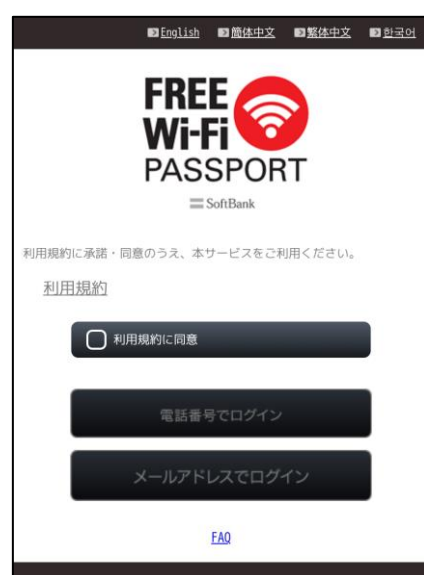 English 简体中文 繁体中文 한국어
FREE
Wi-Fi
PASSPORT
SoftBank
利用規約に承諾・同意のうえ、本サービスをご利用ください。
利用規約
利用規約に同意
電話番号でログイン
メールアドレスでログイン
FAQ